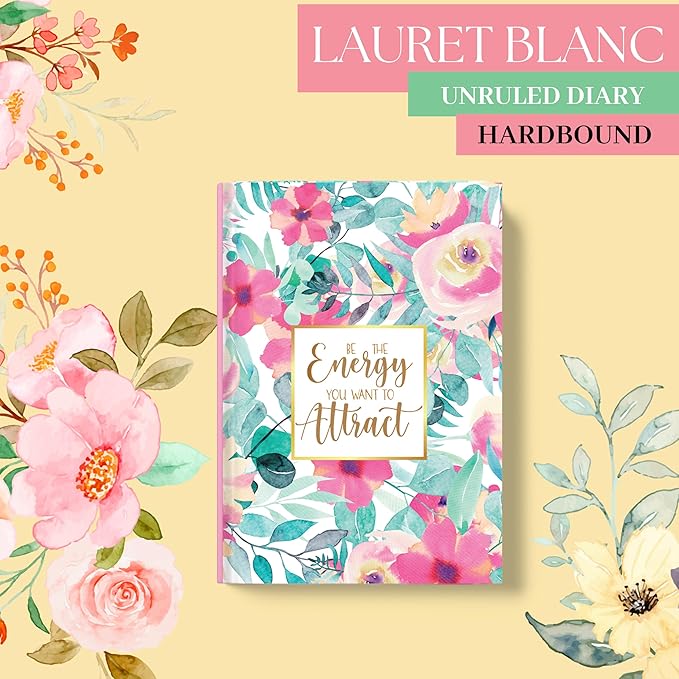 LAURET BLANC
UNRULED DIARY
HARDBOUND
BE THE
Energy
YOU WANT TO
Attract